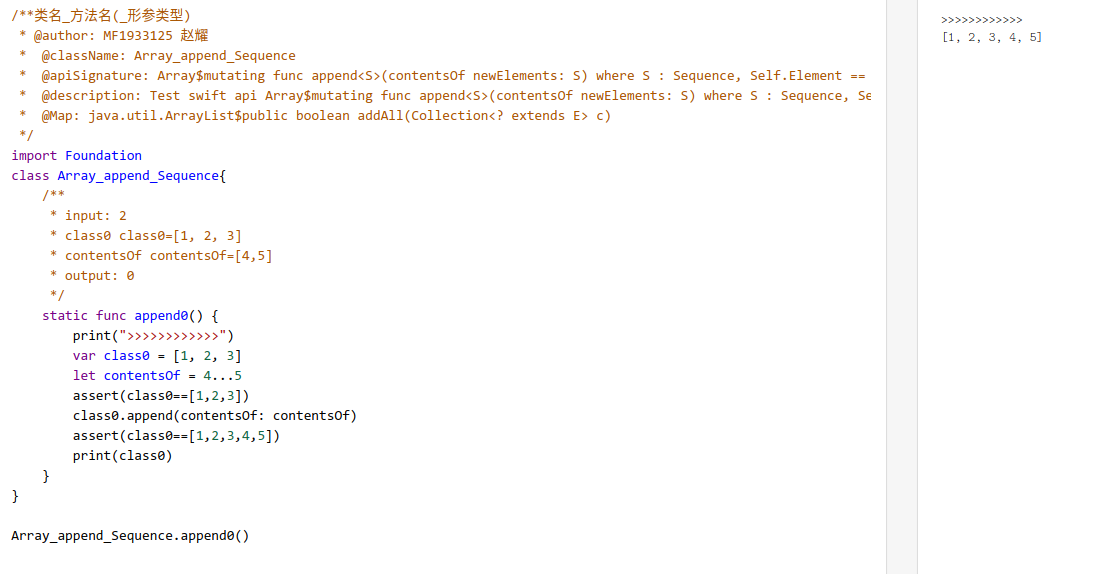 /**类名_方法名(_形参类型)
 * @author: MF1933125 赵耀
 *  @className: Array_append_Sequence
 *  @apiSignature: Array$mutating func append<S>(contentsOf newElements: S) where S : Sequence, Self.Element ==
 *  @description: Test swift api Array$mutating func append<S>(contentsOf newElements: S) where S : Sequence, Se
 *  @Map: java.util.ArrayList$public boolean addAll(Collection<? extends E> c)
 */
import Foundation
class Array_append_Sequence{
    /**
     * input: 2
     * class0 class0=[1, 2, 3]
     * contentsOf contentsOf=[4,5]
     * output: 0
     */
    static func append0() {
        print(">>>>>>>>>>>>")
        var class0 = [1, 2, 3]
        let contentsOf = 4...5
        assert(class0==[1,2,3])
        class0.append(contentsOf: contentsOf)
        assert(class0==[1,2,3,4,5])
        print(class0)
    }
}
Array_append_Sequence.append0()
>>>>>>>>>>>>
[1, 2, 3, 4, 5]